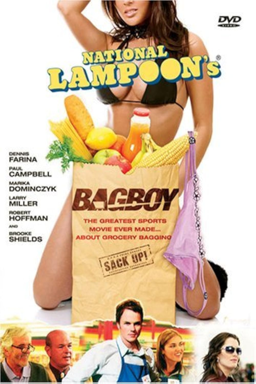 DVD
VIDEO
NATIONAL
LAMPOON'S®
DENNIS
FARINA
PAUL
CAMPBELL
MARIKA
DOMINCZYK
LARRY
MILLER
ROBERT
HOFFMAN
AND
BROOKE
SHIELDS
BAGBOY
THE GREATEST SPORTS
MOVIE EVER MADE...
ABOUT GROCERY BAGGING
SACK UP!